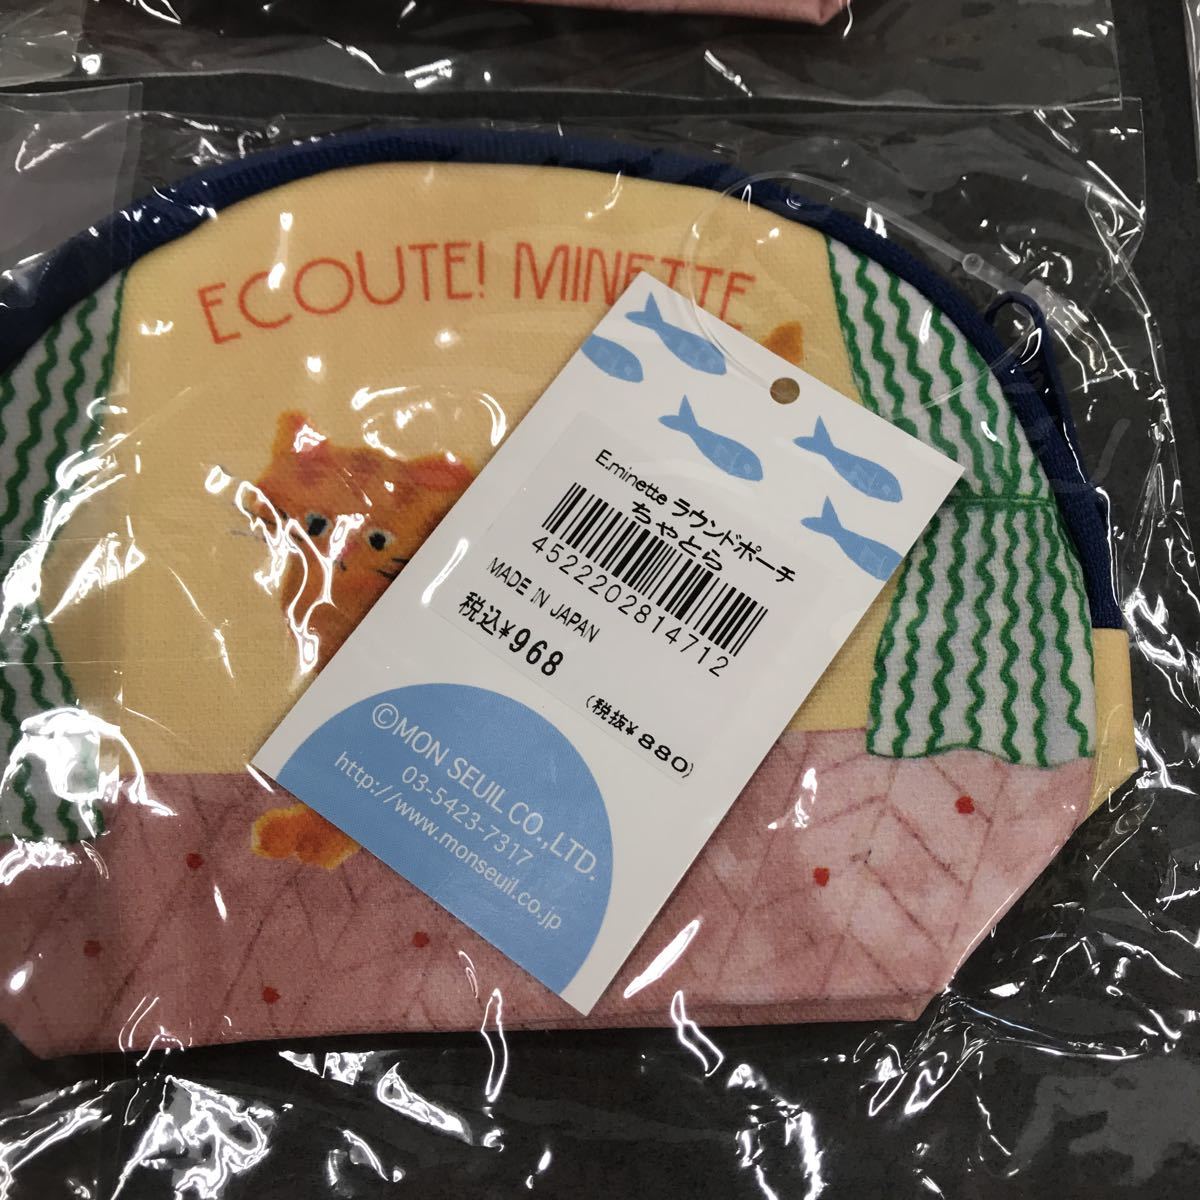 ECOUTE! MINETTE
E.minette ラウンドポーチ
ちゃとら
4522202814712
MADE IN JAPAN
税込¥968
(税抜¥880)
©MON SEUIL CO.,LTD.
03-5423-7317
http://www.monseuil.co.jp